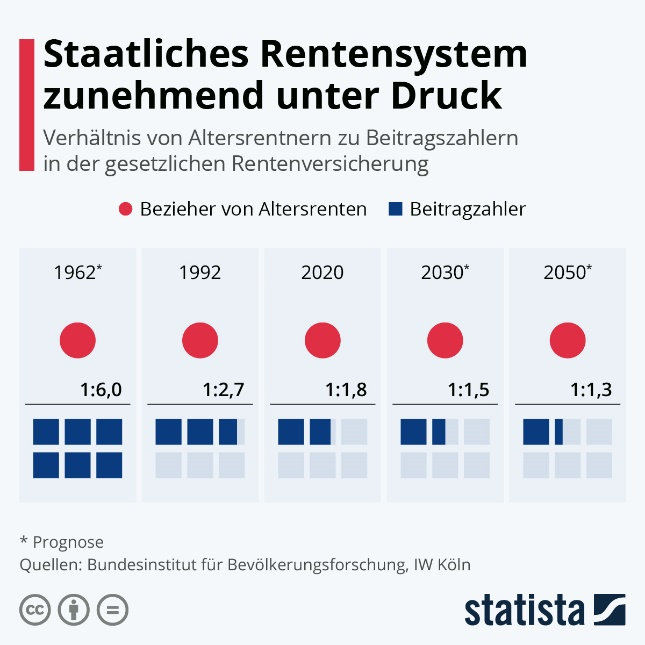 Staatliches Rentensystem
zunehmend unter Druck
Verhältnis von Altersrentnern zu Beitragszahlern
in der gesetzlichen Rentenversicherung
Bezieher von Altersrenten Beitragzahler
1962* 1992 2020 2030* 2050*
1:6,0 1:2,7 1:1,8 1:1,5 1:1,3
* Prognose
Quellen: Bundesinstitut für Bevölkerungsforschung, IW Köln
cc statista